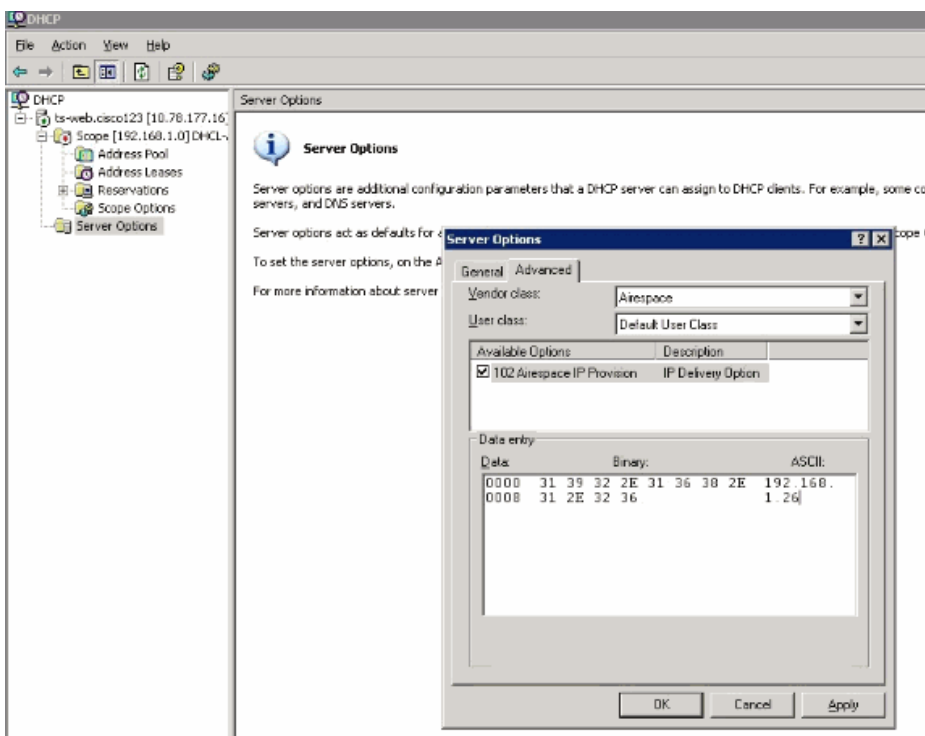 DHCP
File Action View Help
DHCP
ts-web.cisco123 [10.78.177.16]
Scope [192.168.1.0] DHCL-
Address Pool
Address Leases
Reservations
Scope Options
Server Options
Server Options
Server Options
Server options are additional configuration parameters that a DHCP server can assign to DHCP clients. For example, some co
servers, and DNS servers.
Server options act as defaults for
To set the server options, on the A
For more information about server
Server Options
General Advanced
Vendor class: Airespace
User class: Default User Class
Available Options Description
102 Airespace IP Provision IP Delivery Option
Data entry
Data: Binary: ASCII:
0000 31 39 32 2E 31 36 38 2E 192.168.
0008 31 2E 32 36 1.26
OK Cancel Apply